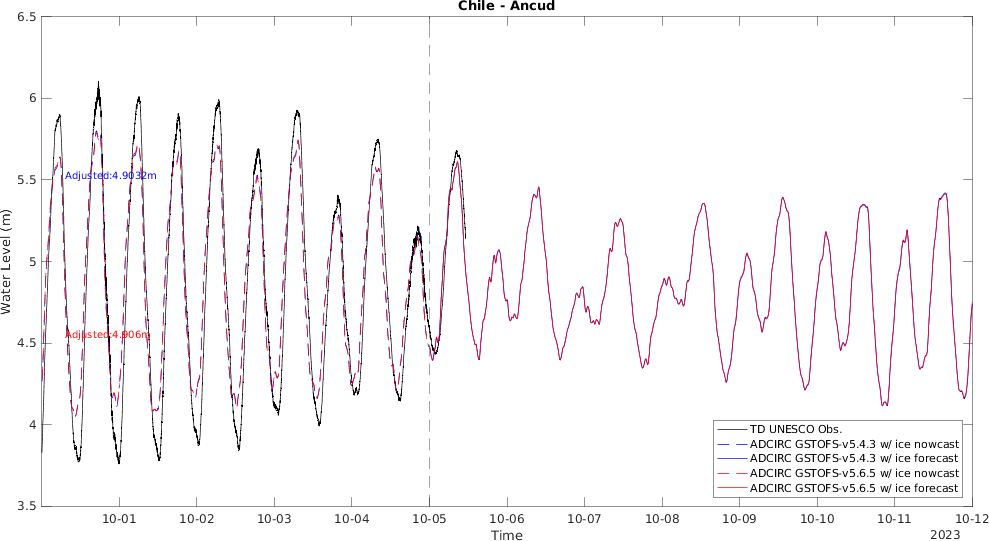 Chile - Ancud
6.5
6
5.5
5
4.5
4
3.5
Water Level (m)
Adjusted:4.9032m
Adjusted:4.906m
TD UNESCO Obs.
ADCIRC GSTOFS-v5.4.3 w/ ice nowcast
ADCIRC GSTOFS-v5.4.3 w/ ice forecast
ADCIRC GSTOFS-v5.6.5 w/ ice nowcast
ADCIRC GSTOFS-v5.6.5 w/ ice forecast
10-01 10-02 10-03 10-04 10-05 10-06 10-07 10-08 10-09 10-10 10-11 10-12
Time
2023